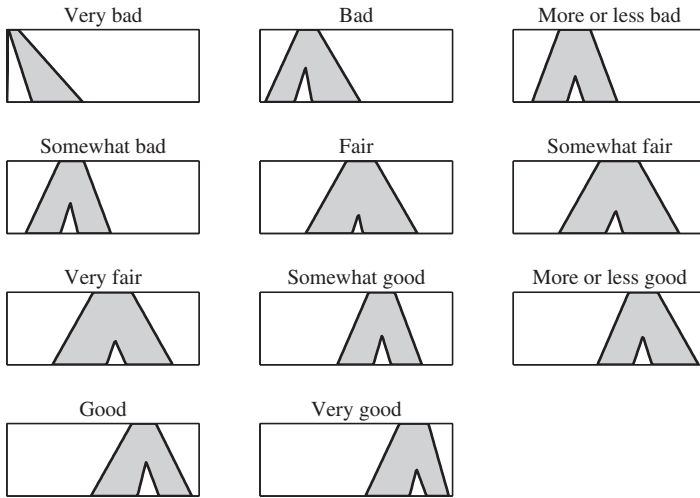 Very bad
Bad
More or less bad
Somewhat bad
Fair
Somewhat fair
Very fair
Somewhat good
More or less good
Good
Very good